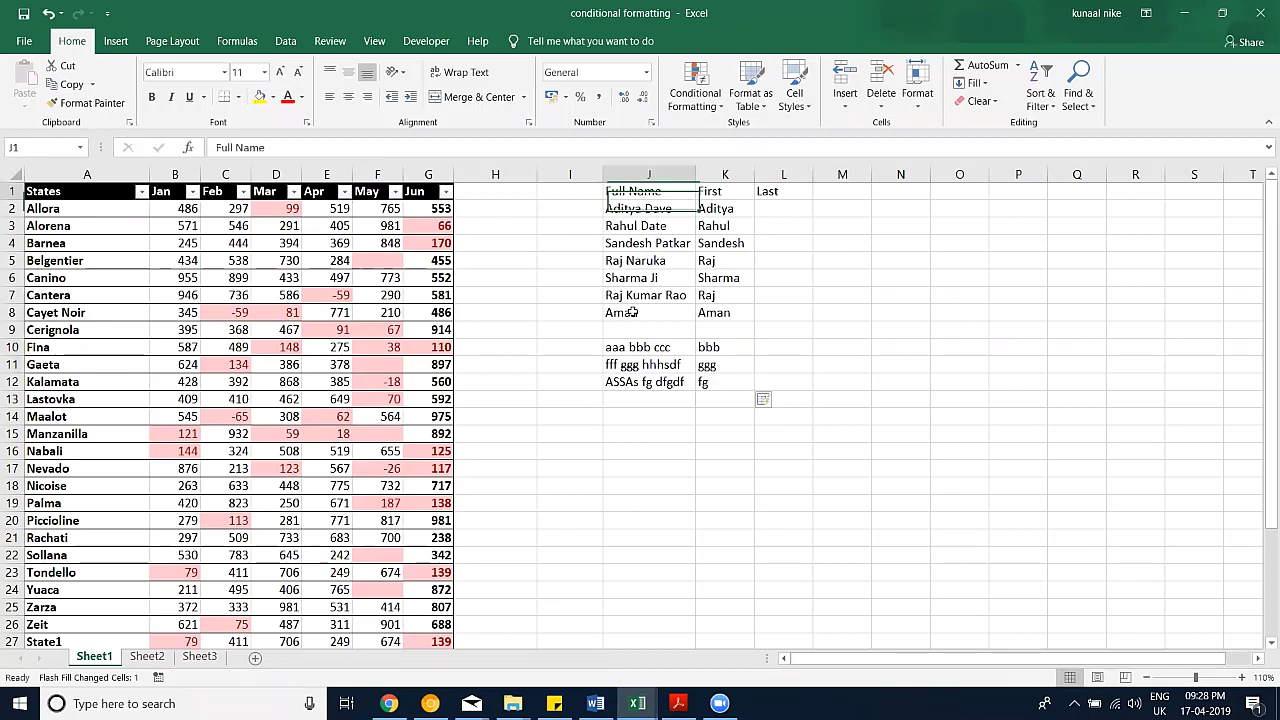 conditional formatting - Excel
kunaal nike
File Home Insert Page Layout Formulas Data Review View Developer Help Tell me what you want to do Share
Paste Cut Copy Format Painter
Calibri 11
B I U A
Wrap Text
Merge & Center
General
% ,
Conditional Formatting
Format as Table
Cell Styles
Insert Delete Format
AutoSum
Fill
Clear
Sort & Filter
Find & Select
Clipboard Font Alignment Number Styles Cells Editing
J1 fx Full Name
A B C D E F G H I J K L M N O P Q R S T
1 States Jan Feb Mar Apr May Jun Full Name First Last
2 Allora 486 297 99 519 765 553 Aditya Dave Aditya
3 Alorena 571 546 291 405 981 66 Rahul Date Rahul
4 Barnea 245 444 394 369 848 170 Sandesh Patkar Sandesh
5 Belgentier 434 538 730 284 455 Raj Naruka Raj
6 Canino 955 899 433 497 773 552 Sharma Ji Sharma
7 Cantera 946 736 586 -59 290 581 Raj Kumar Rao Raj
8 Cayet Noir 345 -59 81 771 210 486 Aman Aman
9 Cerignola 395 368 467 91 67 914
10 Fina 587 489 148 275 38 110 aaa bbb ccc bbb
11 Gaeta 624 134 386 378 897 fff ggg hhhsdf ggg
12 Kalamata 428 392 868 385 -18 560 ASSAs fg dfgdf fg
13 Lastovka 409 410 462 649 70 592
14 Maalot 545 -65 308 62 564 975
15 Manzanilla 121 932 59 18 892
16 Nabali 144 324 508 519 655 125
17 Nevado 876 213 123 567 -26 117
18 Nicoise 263 633 448 775 732 717
19 Palma 420 823 250 671 187 138
20 Piccioline 279 113 281 771 817 981
21 Rachati 297 509 733 683 700 238
22 Sollana 530 783 645 242 342
23 Tondello 79 411 706 249 674 139
24 Yuaca 211 495 406 765 872
25 Zarza 372 333 981 531 414 807
26 Zeit 621 75 487 311 901 688
27 State1 79 411 706 249 674 139
Sheet1 Sheet2 Sheet3
Ready Flash Fill Changed Cells: 1 110%
Type here to search
ENG
UK
09:28 PM
17-04-2019